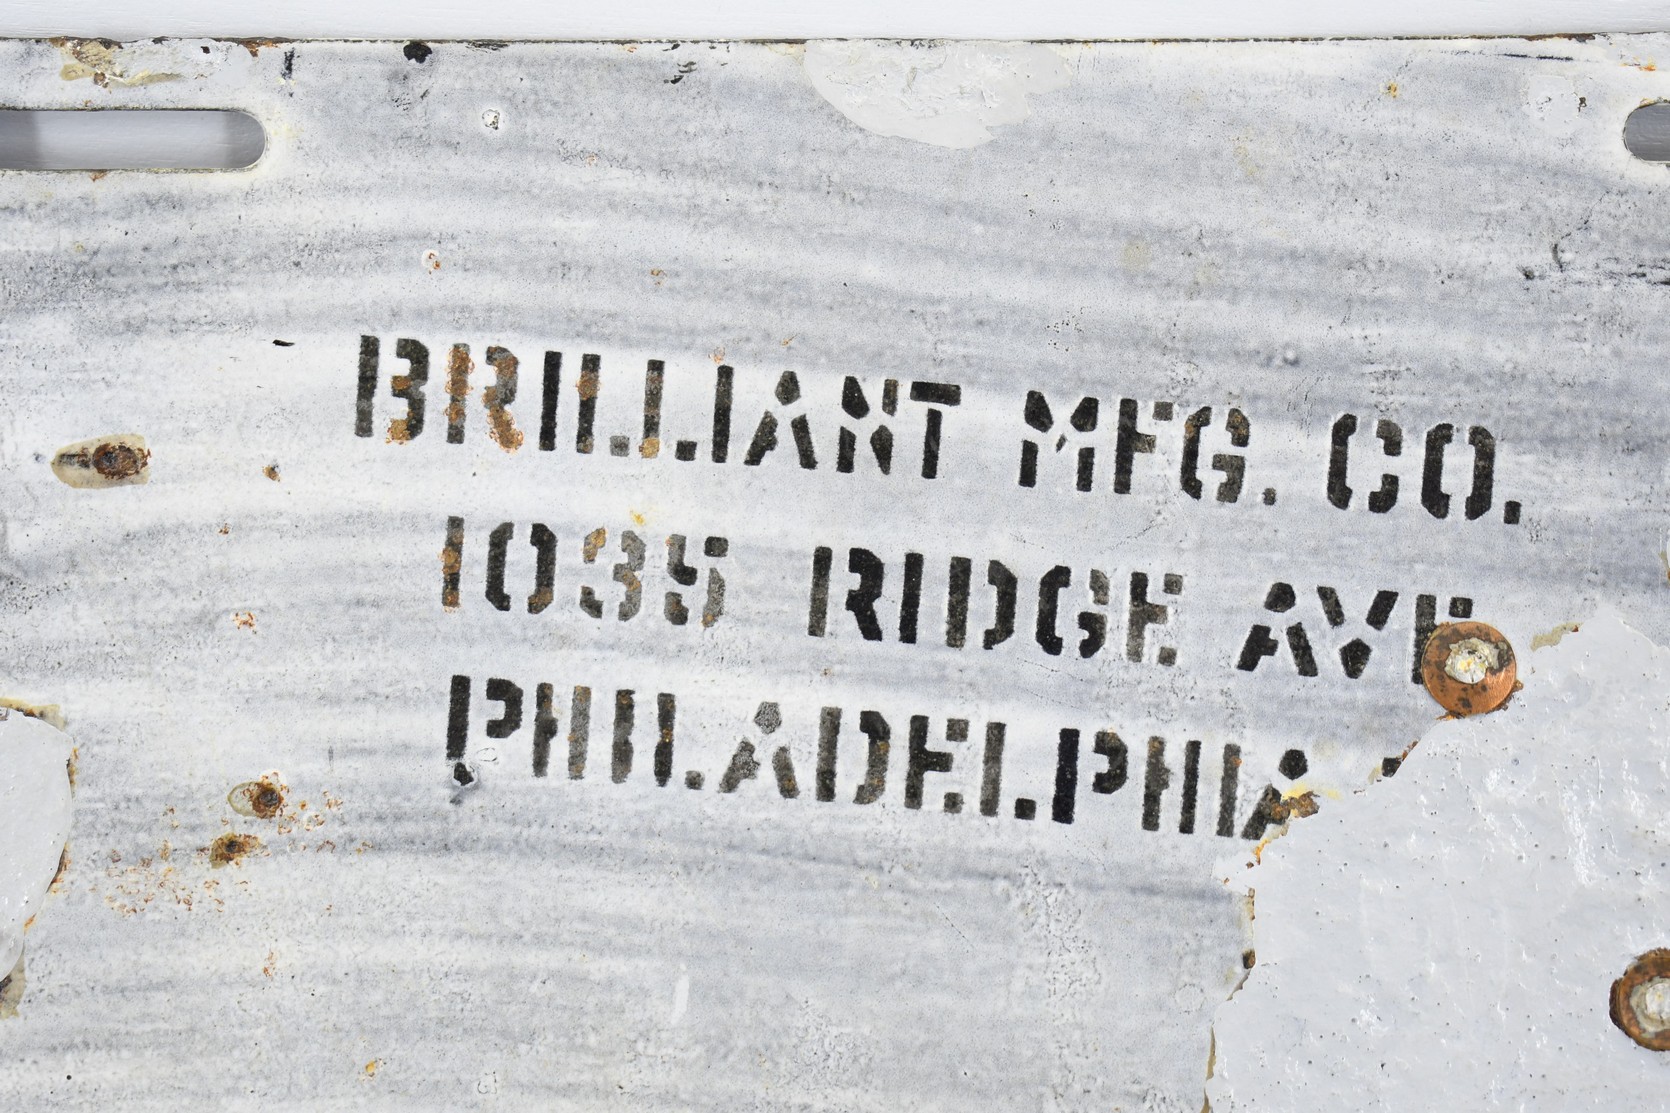 BRILLIANT MFG. CO.
1035 RIDGE AVE
PHILADELPHIA